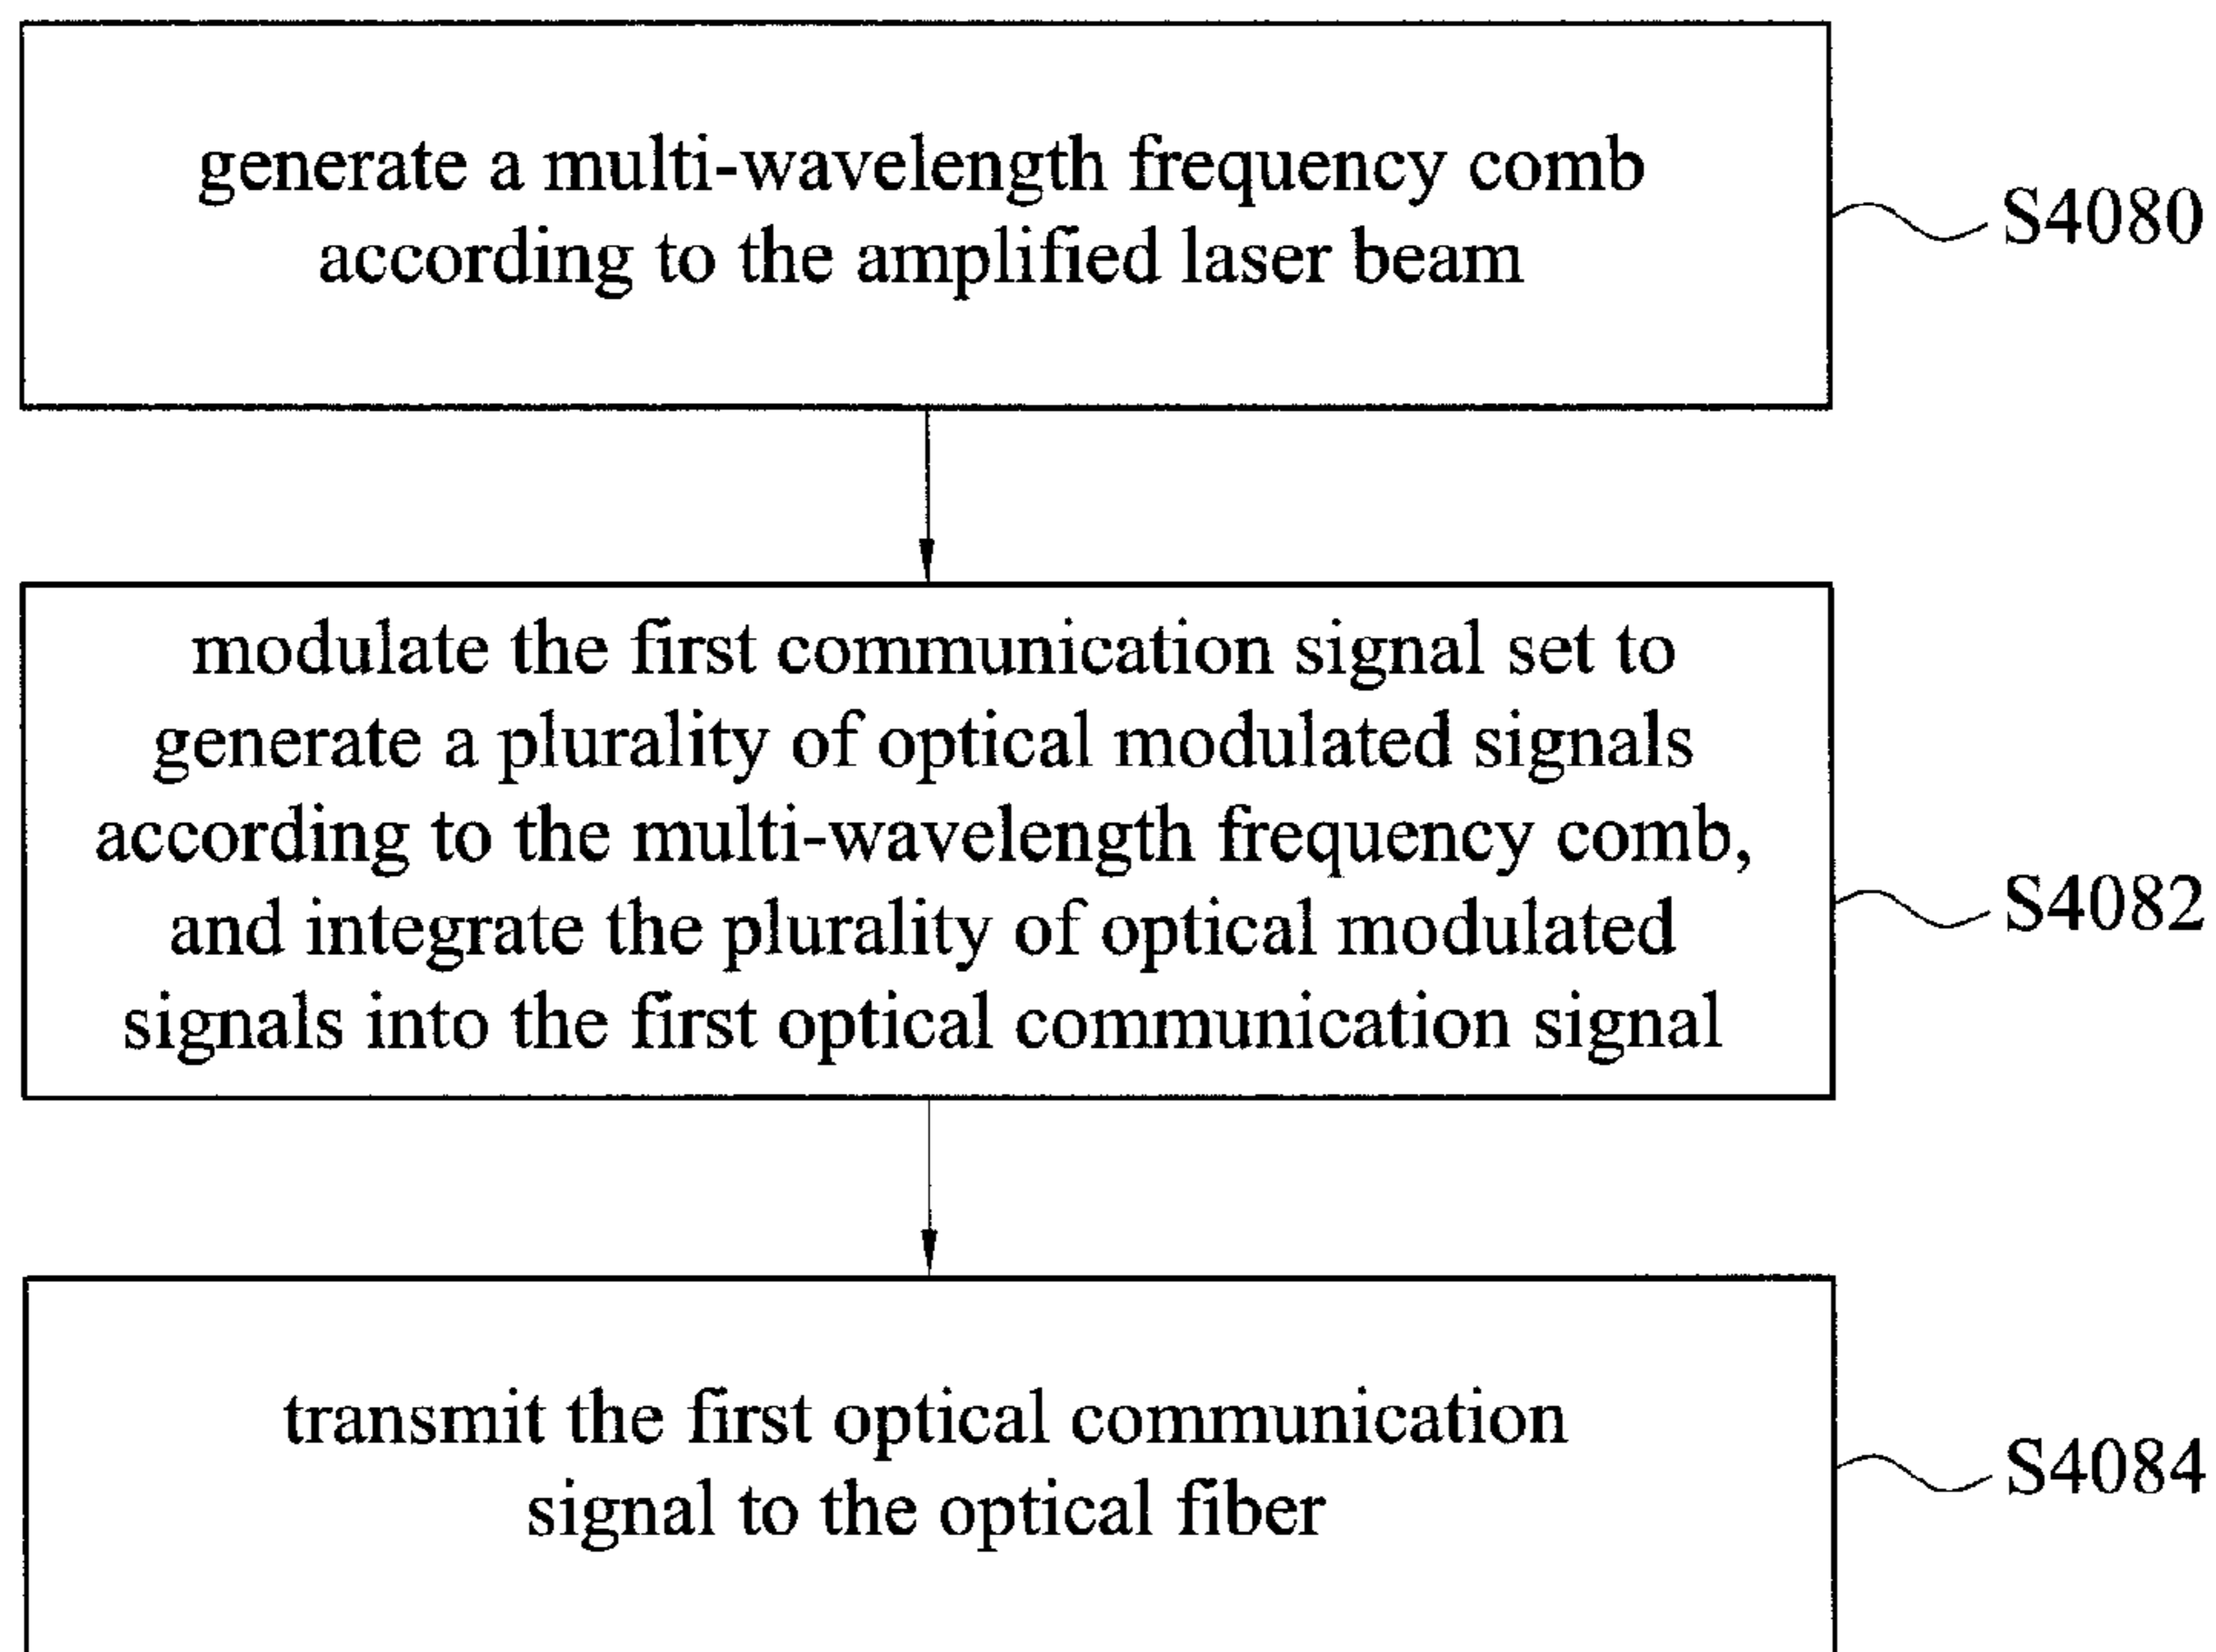 generate a multi-wavelength frequency comb
according to the amplified laser beam
S4080
modulate the first communication signal set to
generate a plurality of optical modulated signals
according to the multi-wavelength frequency comb,
and integrate the plurality of optical modulated
signals into the first optical communication signal
S4082
transmit the first optical communication
signal to the optical fiber
S4084